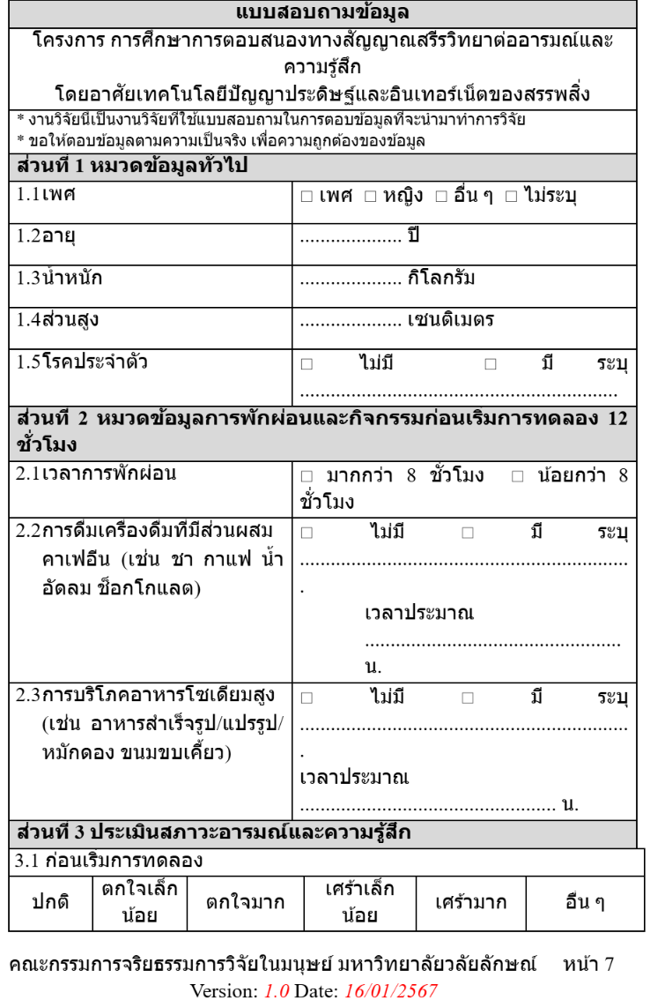 แบบสอบถามข้อมูล
โครงการ การศึกษาการตอบสนองทางสัญญาณสรีรวิทยาต่ออารมณ์และ
ความรู้สึก
โดยอาศัยเทคโนโลยีปัญญาประดิษฐ์และอินเทอร์เน็ตของสรรพสิ่ง
* งานวิจัยนี้เป็นงานวิจัยที่ใช้แบบสอบถามในการตอบข้อมูลที่จะนำมาทำการวิจัย
* ขอให้ตอบข้อมูลตามความเป็นจริง เพื่อความถูกต้องของข้อมูล
ส่วนที่ 1 หมวดข้อมูลทั่วไป
1.1เพศ □ เพศ □ หญิง □ อื่น ๆ □ ไม่ระบุ
1.2อายุ .................... ปี
1.3น้ำหนัก .................... กิโลกรัม
1.4ส่วนสูง .................... เซนติเมตร
1.5โรคประจำตัว □ ไม่มี □ มี ระบุ
..............................................................
ส่วนที่ 2 หมวดข้อมูลการพักผ่อนและกิจกรรมก่อนเริ่มการทดลอง 12
ชั่วโมง
2.1เวลาการพักผ่อน □ มากกว่า 8 ชั่วโมง □ น้อยกว่า 8
ชั่วโมง
2.2การดื่มเครื่องดื่มที่มีส่วนผสม
คาเฟอีน (เช่น ชา กาแฟ น้ำ
อัดลม ช็อกโกแลต)
□ ไม่มี □ มี ระบุ
................................................................
.
เวลาประมาณ
..................................................
น.
2.3การบริโภคอาหารโซเดียมสูง
(เช่น อาหารสำเร็จรูป/แปรรูป/
หมักดอง ขนมขบเคี้ยว)
□ ไม่มี □ มี ระบุ
................................................................
.
เวลาประมาณ
.................................................. น.
ส่วนที่ 3 ประเมินสภาวะอารมณ์และความรู้สึก
3.1 ก่อนเริ่มการทดลอง
ปกติ
ตกใจเล็ก
น้อย
ตกใจมาก
เศร้าเล็ก
น้อย
เศร้ามาก
อื่น ๆ
คณะกรรมการจริยธรรมการวิจัยในมนุษย์ มหาวิทยาลัยวลัยลักษณ์ หน้า 7
Version: 1.0 Date: 16/01/2567